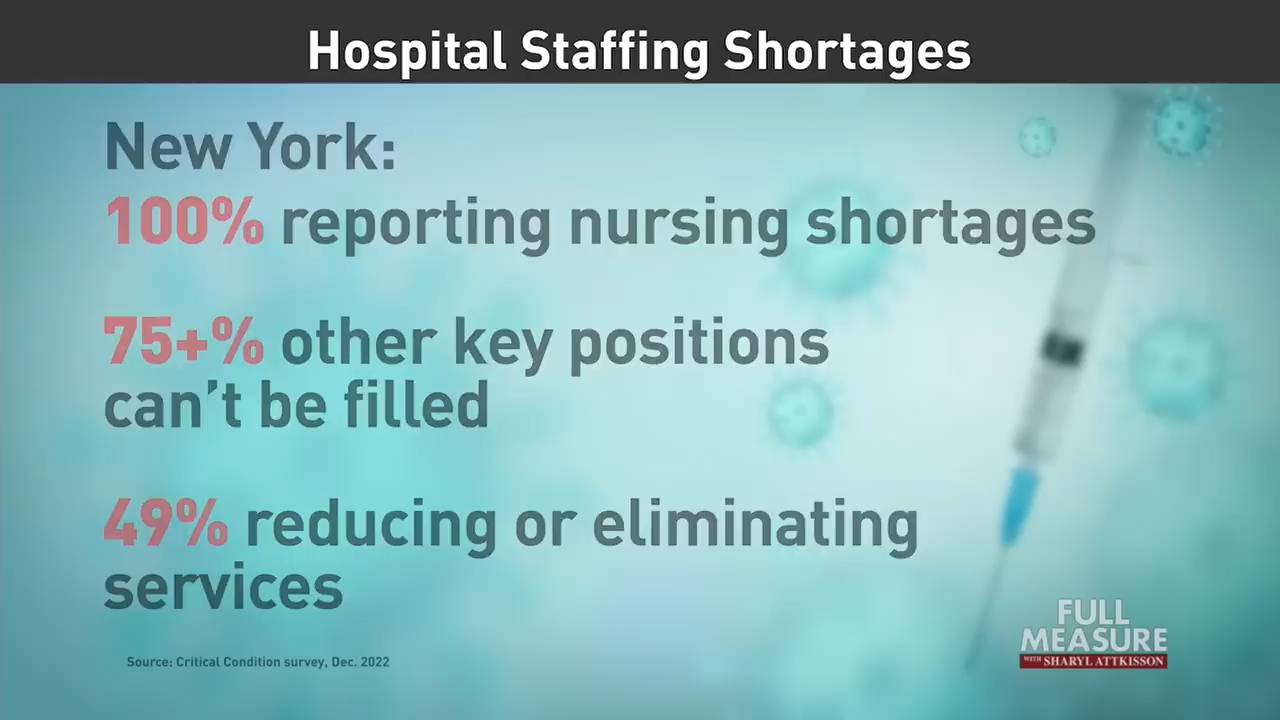 Hospital Staffing Shortages
New York:
100% reporting nursing shortages
75+% other key positions
can't be filled
49% reducing or eliminating
services
Source: Critical Condition survey, Dec. 2022
FULL
MEASURE
WITH SHARYL ATTKISSON